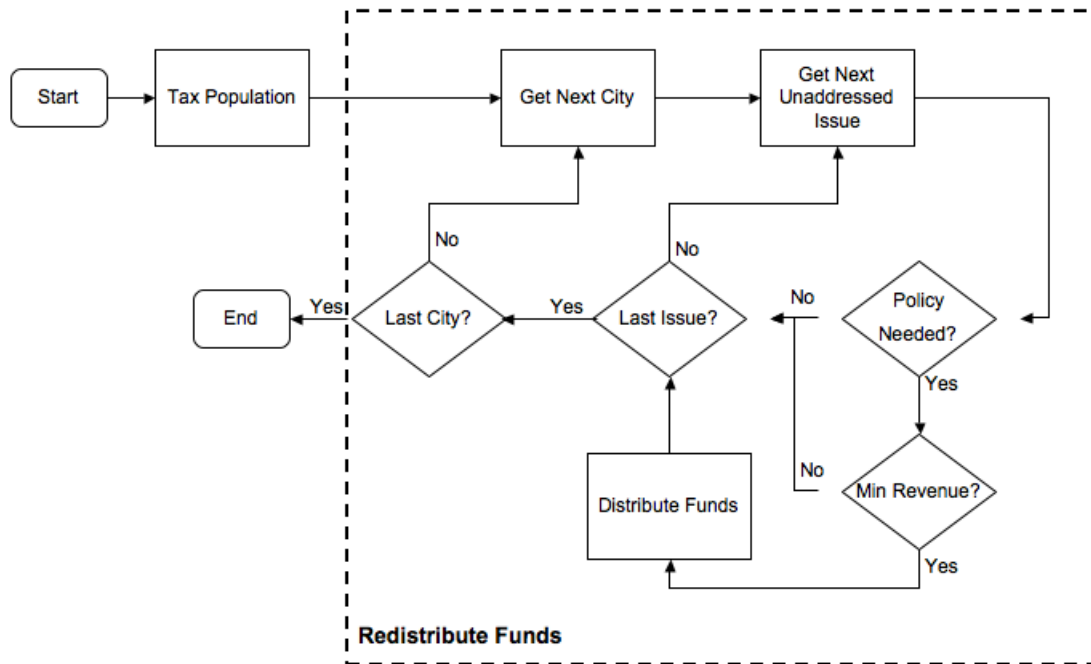 Start
Tax Population
Get Next City
Get Next
Unaddressed
Issue
No
No
End
Yes
Last City?
Yes
Last Issue?
No
Policy
Needed?
Yes
Distribute Funds
No
Min Revenue?
Yes
Redistribute Funds